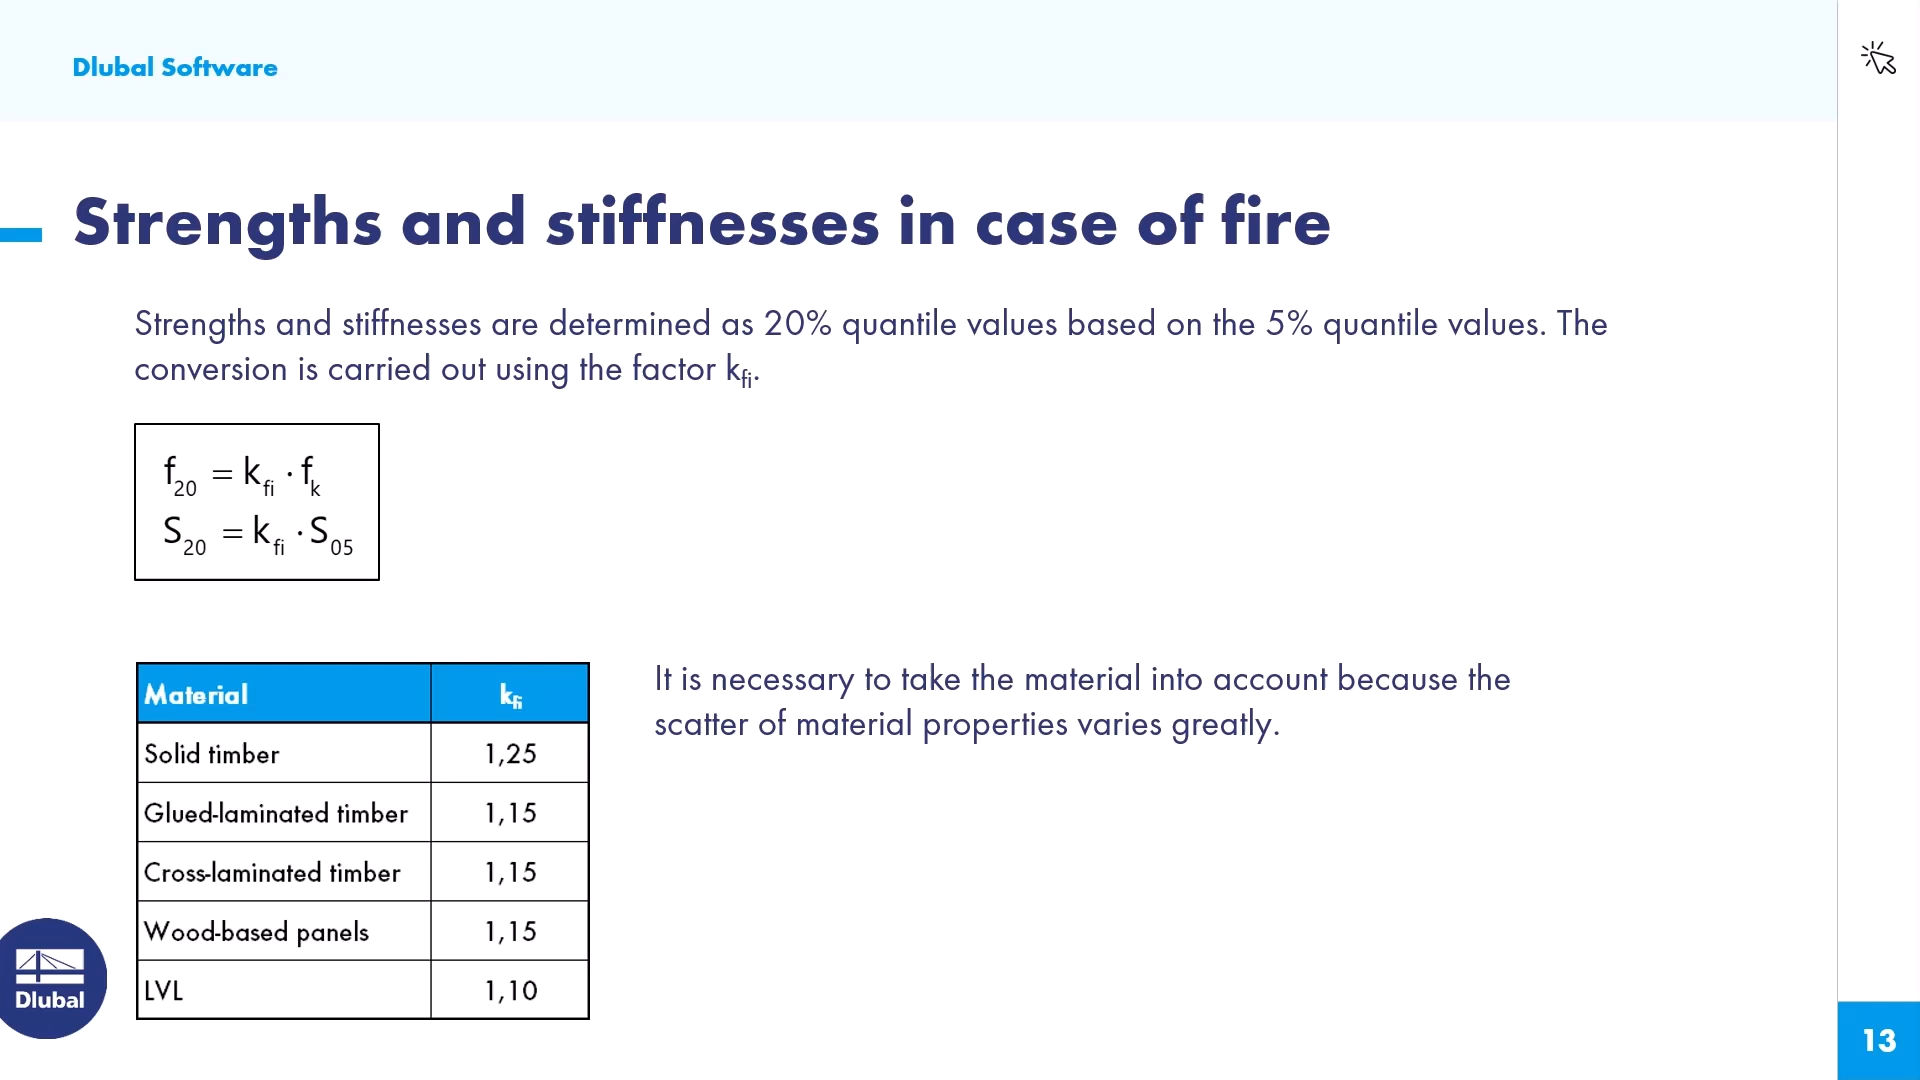 Dlubal Software
Strengths and stiffnesses in case of fire
Strengths and stiffnesses are determined as 20% quantile values based on the 5% quantile values. The
conversion is carried out using the factor kfi.
f20 = kfi · fk
S20 = kfi · S05
Material kfi
Solid timber 1,25
Glued-laminated timber 1,15
Cross-laminated timber 1,15
Wood-based panels 1,15
LVL 1,10
It is necessary to take the material into account because the
scatter of material properties varies greatly.
Dlubal
13